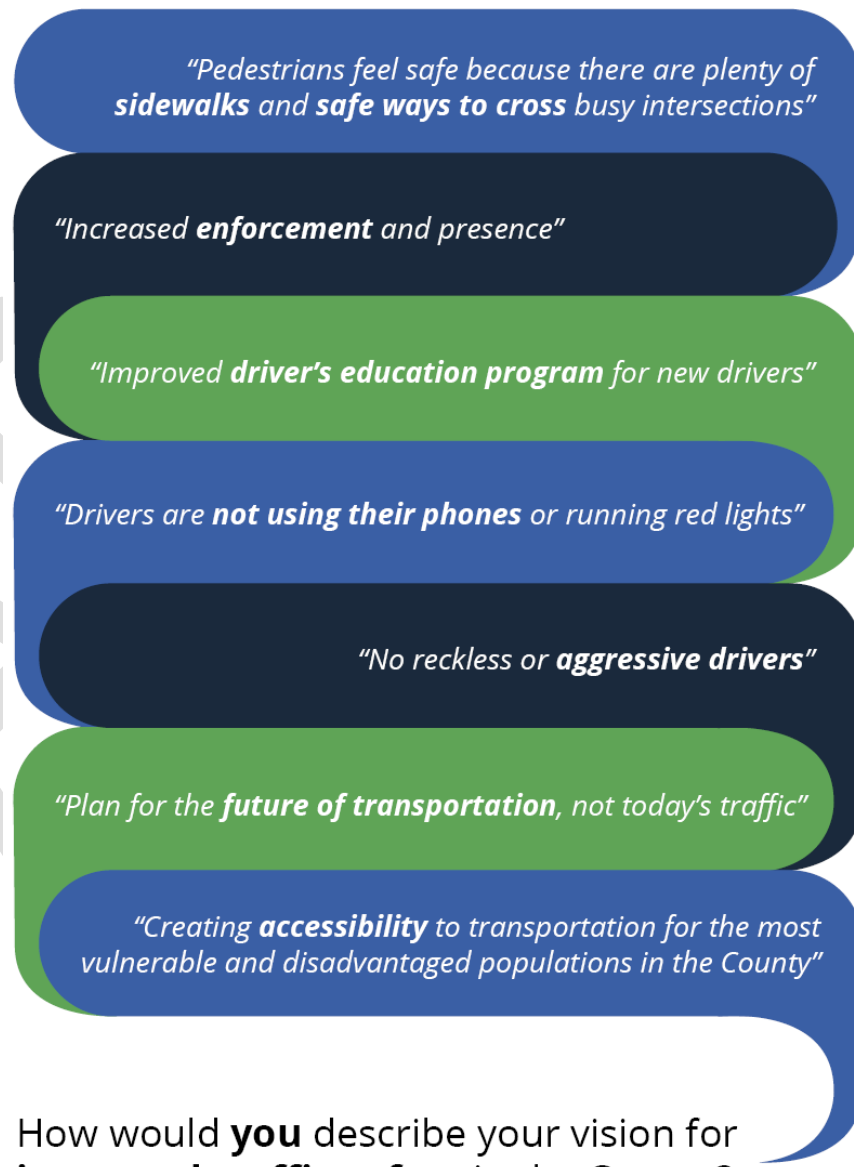 “Pedestrians feel safe because there are plenty of
sidewalks and safe ways to cross busy intersections”
“Increased enforcement and presence”
“Improved driver’s education program for new drivers”
“Drivers are not using their phones or running red lights”
“No reckless or aggressive drivers”
“Plan for the future of transportation, not today’s traffic”
“Creating accessibility to transportation for the most
vulnerable and disadvantaged populations in the County”
How would you describe your vision for